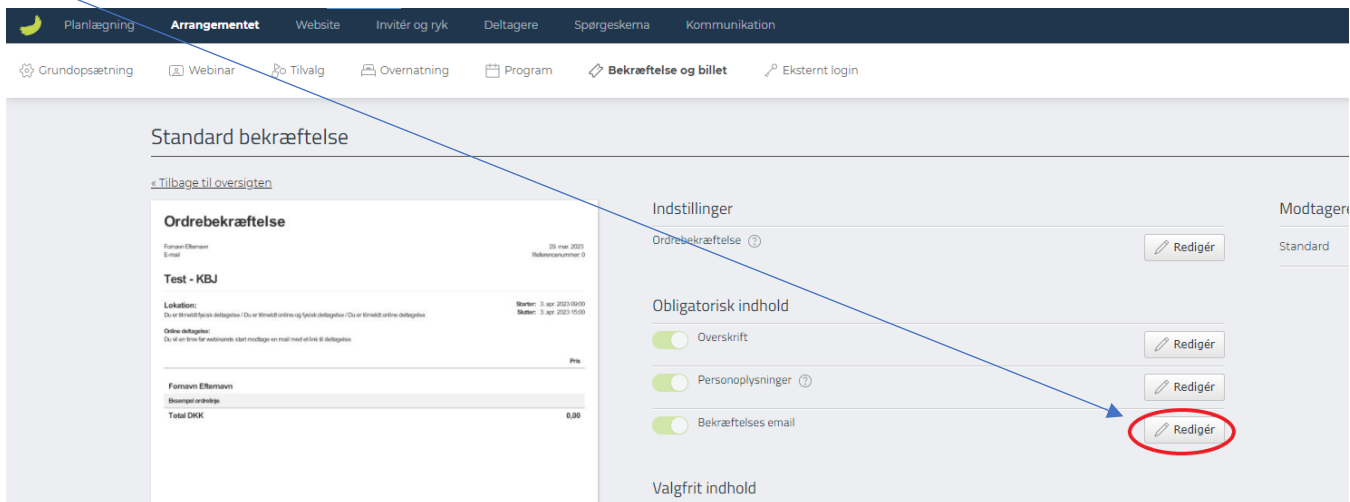 Planlægning Arrangementet Website Invitér og ryk Deltagere Spørgeskema Kommunikation
Grundopsætning Webinar Tilvalg Overnatning Program Bekræftelse og billet Eksternt login
Standard bekræftelse
« Tilbage til oversigten
Ordrebekræftelse
Fornavn Efternavn 20. mar. 2023
E-mail Referencenummer: 0
Test - KBJ
Lokation: Starter: 3. apr. 2023 09:00
Du er tilmeldt fysisk deltagelse / Du er tilmeldt online og fysisk deltagelse / Du er tilmeldt online deltagelse Slutter: 3. apr. 2023 15:00
Online deltagelse:
Du vil en time før webinarets start modtage en mail med et link til deltagelse.
Pris
Fornavn Efternavn
Eksempel ordrelinje
Total DKK 0,00
Indstillinger
Ordrebekræftelse ? Redigér
Obligatorisk indhold
Overskrift Redigér
Personoplysninger ? Redigér
Bekræftelses email Redigér
Valgfrit indhold
Modtagere
Standard